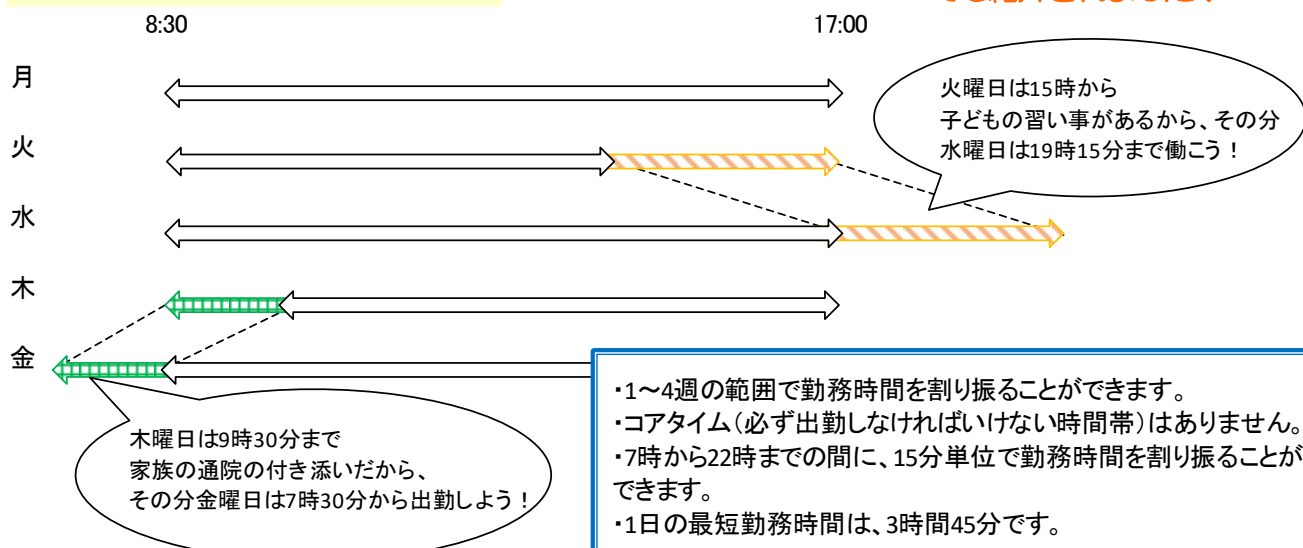 8:30
17:00
月
火
水
木
金
火曜日は15時から
子どもの習い事があるから、その分
水曜日は19時15分まで働こう！
木曜日は9時30分まで
家族の通院の付き添いだから、
その分金曜日は7時30分から出勤しよう！
・1～4週の範囲で勤務時間を割り振ることができます。
・コアタイム（必ず出勤しなければいけない時間帯）はありません。
・7時から22時までの間に、15分単位で勤務時間を割り振ることが
できます。
・1日の最短勤務時間は、3時間45分です。